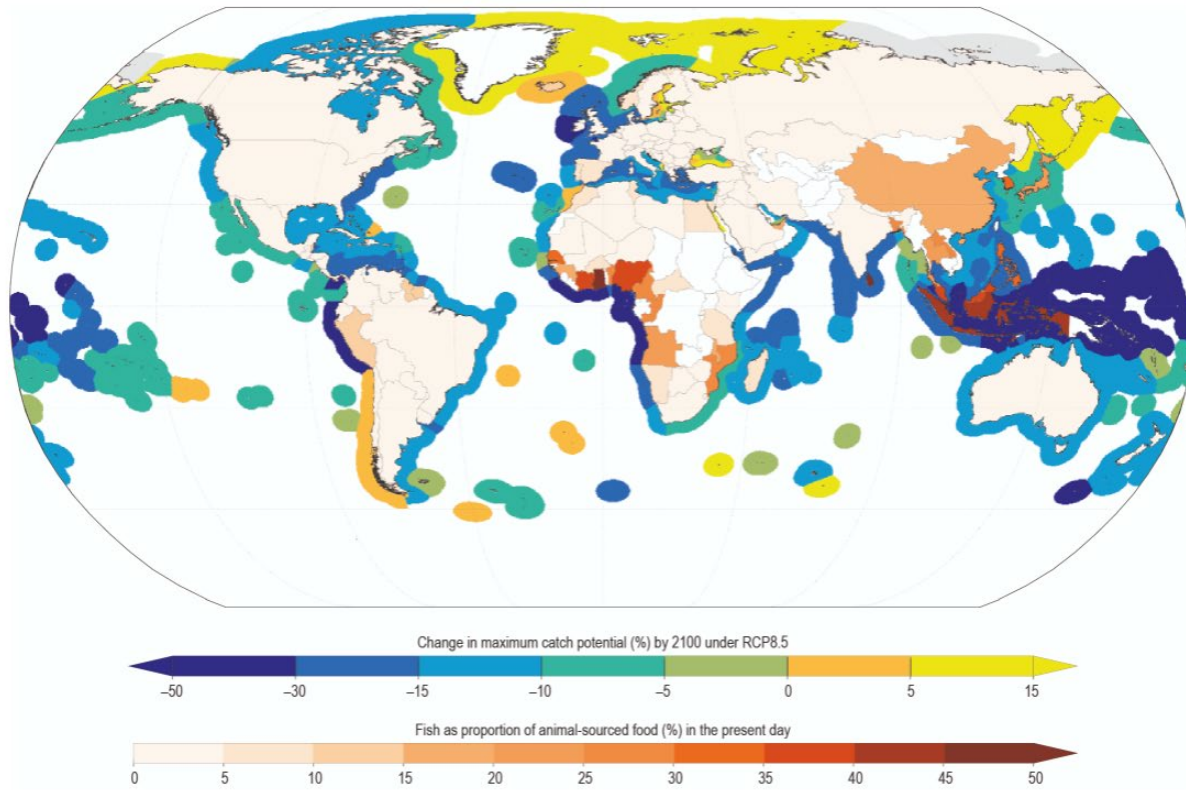 Change in maximum catch potential (%) by 2100 under RCP8.5
–50 –30 –15 –10 –5 0 5 15
Fish as proportion of animal-sourced food (%) in the present day
0 5 10 15 20 25 30 35 40 45 50